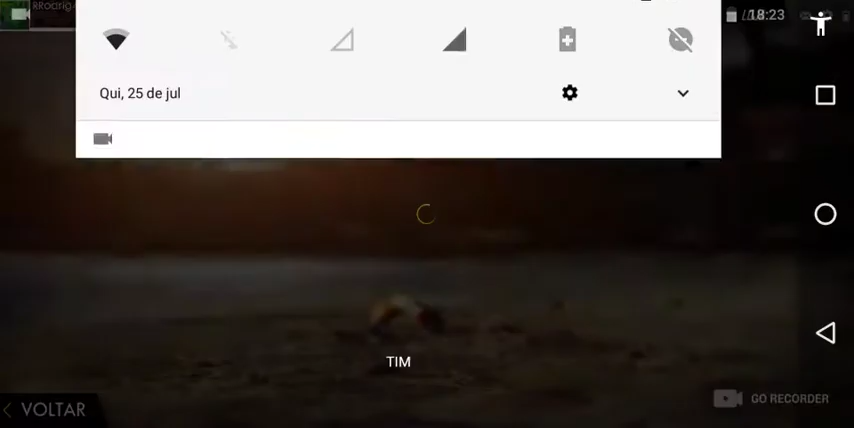 18:23
Qui, 25 de jul
TIM
VOLTAR
GO RECORDER